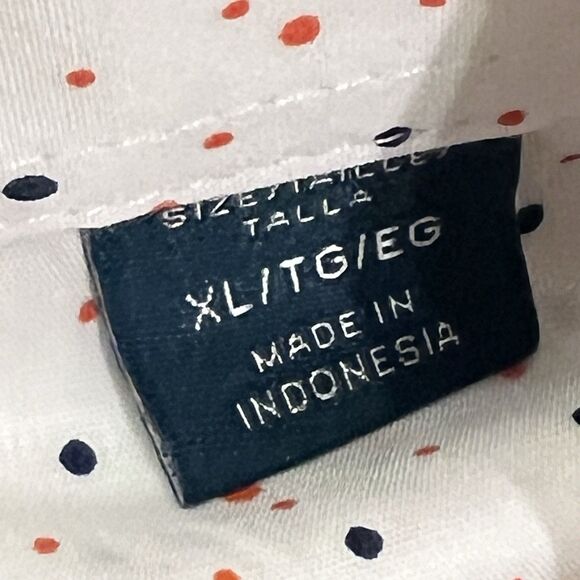 SIZE/TAILLE/
TALLA
XL/TG/EG
MADE IN
INDONESIA